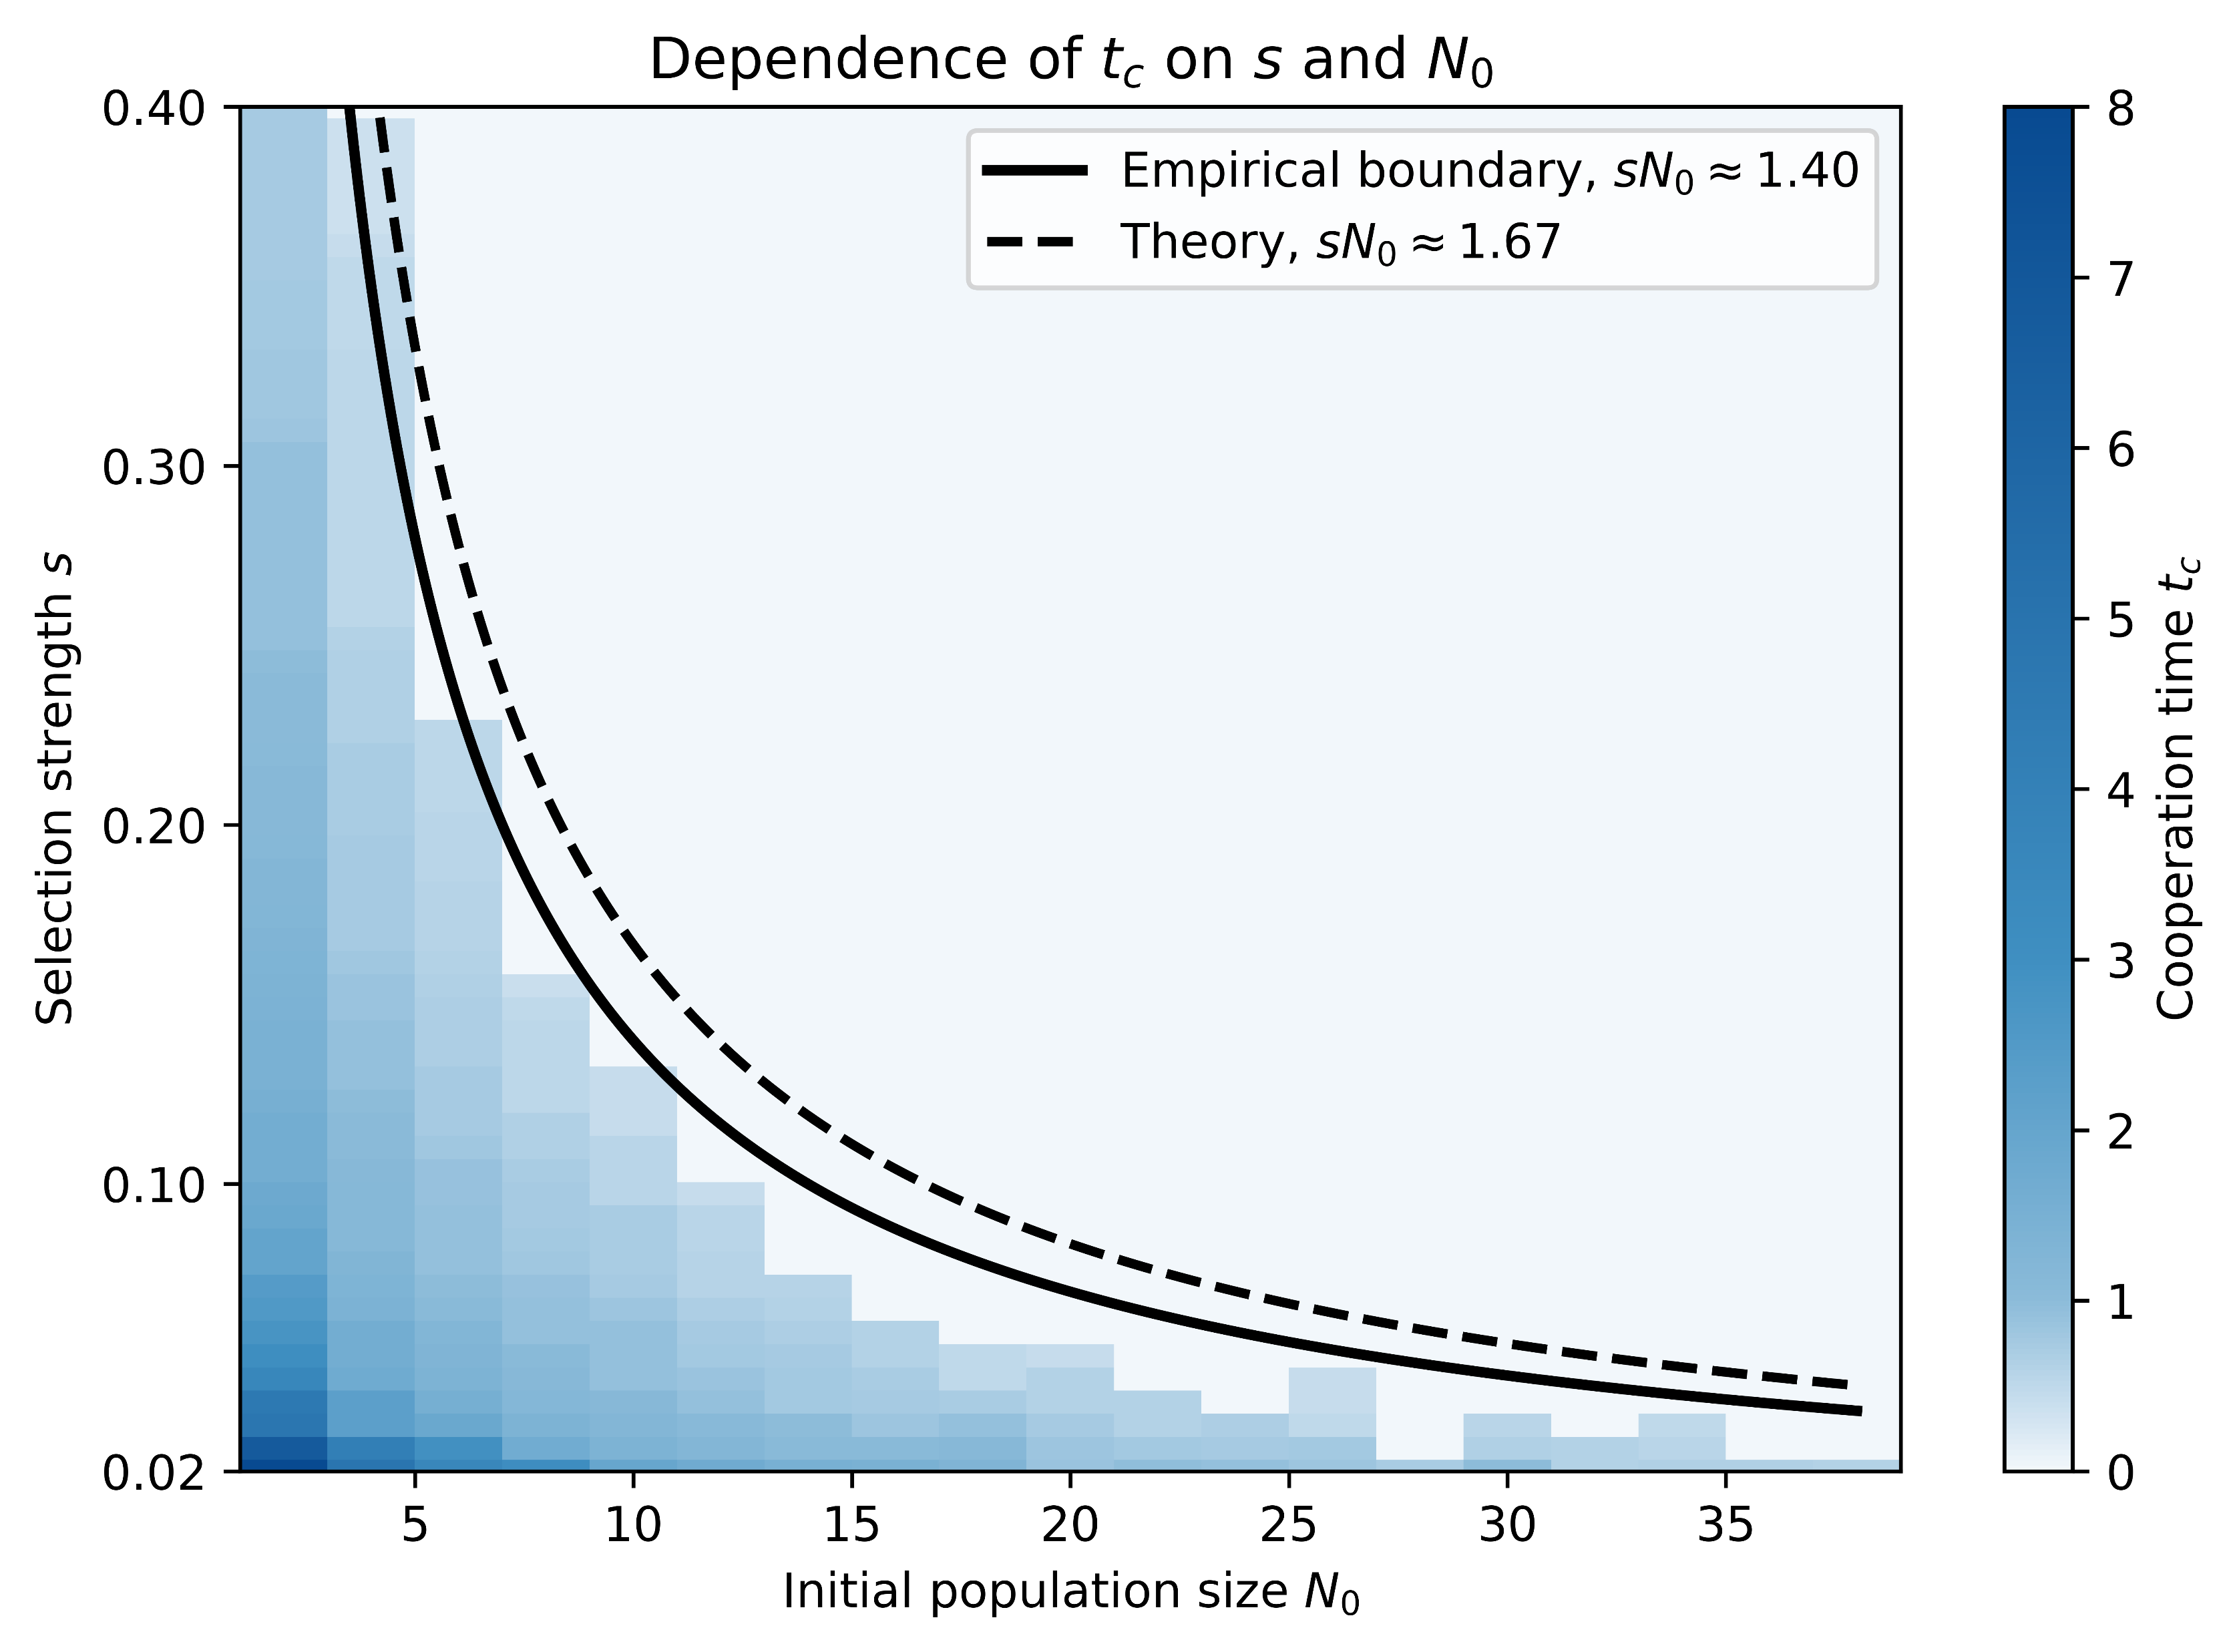 Dependence of t_c on s and N_0
Empirical boundary, sN_0 ≈ 1.40
Theory, sN_0 ≈ 1.67
Selection strength s
0.40
0.30
0.20
0.10
0.02
5 10 15 20 25 30 35
Initial population size N_0
8
7
6
5
4
3
2
1
0
Cooperation time t_c